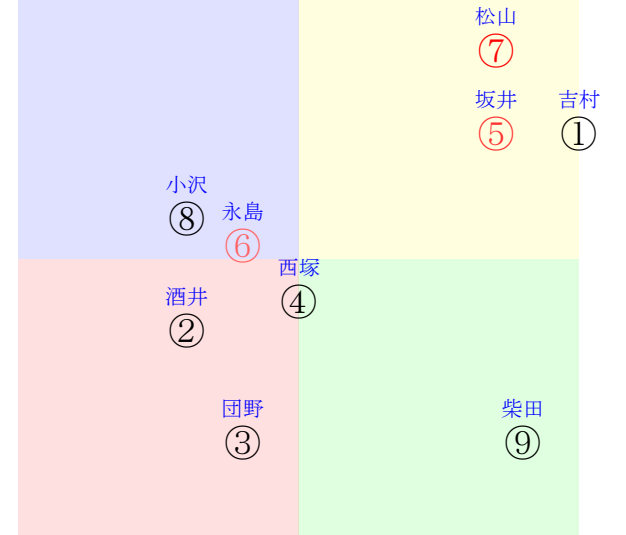 松山
⑦
坂井
⑤
吉村
①
小沢
⑧
永島
⑥
西塚
④
酒井
②
団野
③
柴田
⑨